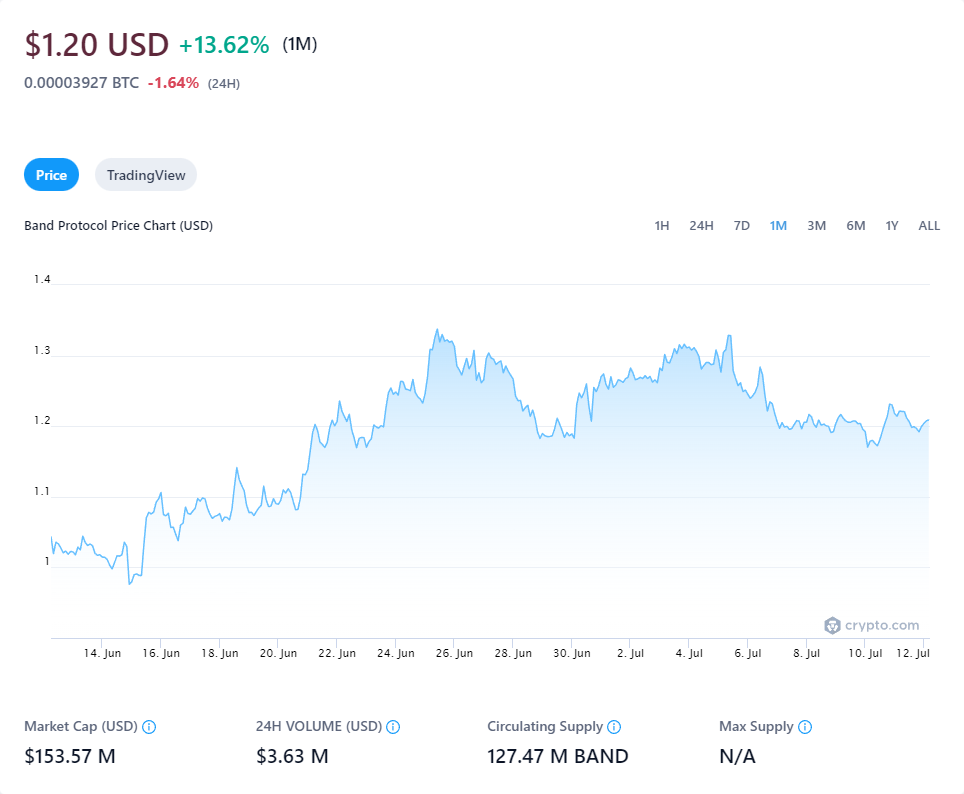 $1.20 USD +13.62% (1M)
0.00003927 BTC -1.64% (24H)
Price TradingView
Band Protocol Price Chart (USD) 1H 24H 7D 1M 3M 6M 1Y ALL
1.4
1.3
1.2
1.1
1
crypto.com
14. Jun 16. Jun 18. Jun 20. Jun 22. Jun 24. Jun 26. Jun 28. Jun 30. Jun 2. Jul 4. Jul 6. Jul 8. Jul 10. Jul 12. Jul
Market Cap (USD) 24H VOLUME (USD) Circulating Supply Max Supply
$153.57 M $3.63 M 127.47 M BAND N/A